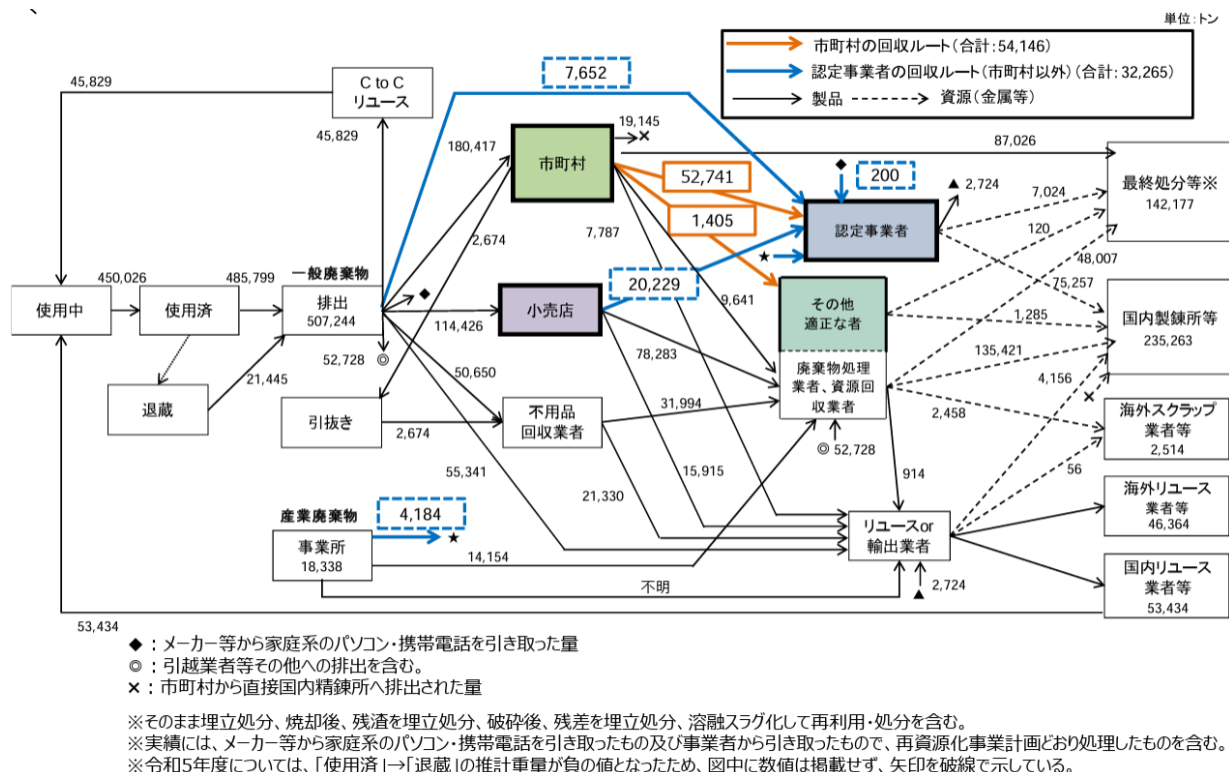 、
単位:トン
市町村の回収ルート(合計:54,146)
認定事業者の回収ルート(市町村以外)(合計:32,265)
製品
資源(金属等)
45,829
C to C
リユース
45,829
7,652
180,417
市町村
19,145
×
87,026
52,741
1,405
◆
200
▲ 2,724
最終処分等※
142,177
7,024
120
認定事業者
★
48,007
2,674
7,787
450,026
485,799
一般廃棄物
使用中
使用済
排出
507,244
◆
114,426
小売店
20,229
9,641
その他
適正な者
75,257
1,285
国内製錬所等
235,263
52,728
◎
78,283
135,421
廃棄物処理
業者、資源回
収業者
4,156
×
退蔵
21,445
50,650
引抜き
2,674
不用品
回収業者
31,994
2,458
海外スクラップ
業者等
2,514
◎ 52,728
55,341
15,915
21,330
914
56
産業廃棄物
4,184
★
事業所
18,338
14,154
リユースor
輸出業者
海外リユース
業者等
46,364
不明
▲ 2,724
国内リユース
業者等
53,434
53,434
◆:メーカー等から家庭系のパソコン・携帯電話を引き取った量
◎:引越業者等その他への排出を含む。
×:市町村から直接国内精錬所へ排出された量
※そのまま埋立処分、焼却後、残渣を埋立処分、破砕後、残差を埋立処分、溶融スラグ化して再利用・処分を含む。
※実績には、メーカー等から家庭系のパソコン・携帯電話を引き取ったもの及び事業者から引き取ったもので、再資源化事業計画どおり処理したものを含む。
※令和5年度については、「使用済」→「退蔵」の推計重量が負の値となったため、図中に数値は掲載せず、矢印を破線で示している。